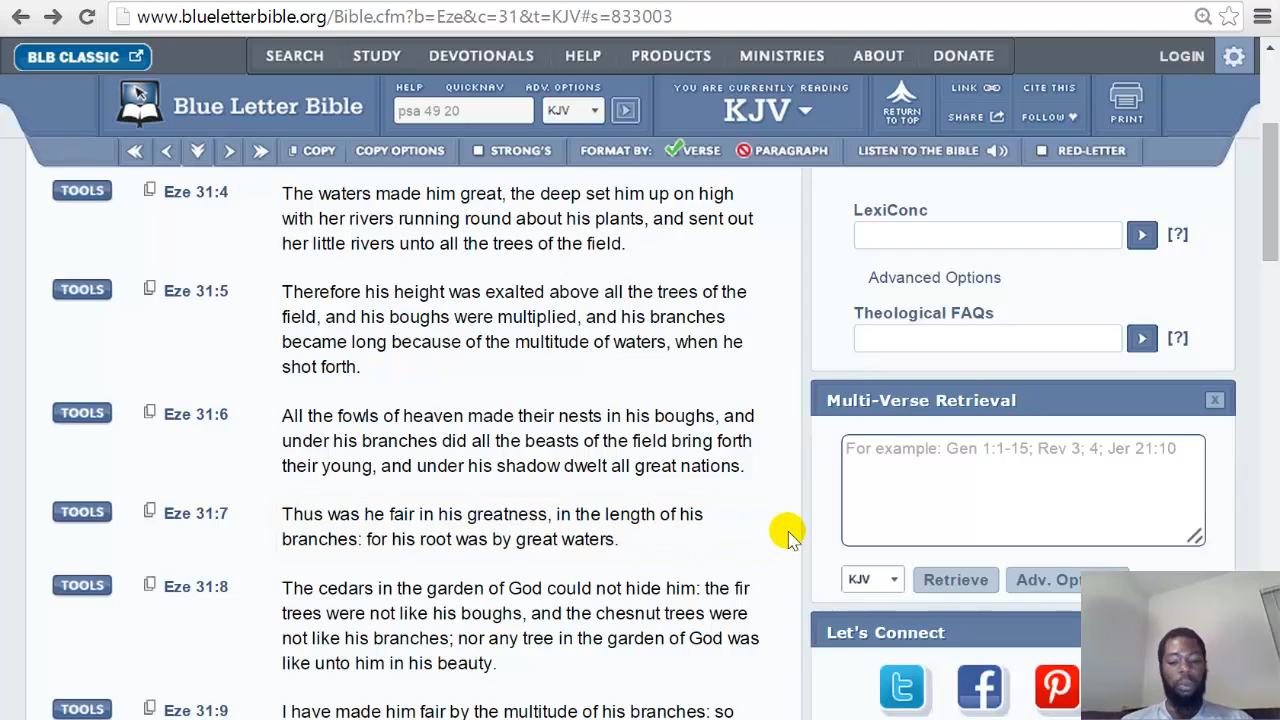 www.blueletterbible.org/Bible.cfm?b=Eze&c=31&t=KJV#s=833003
BLB CLASSIC
SEARCH STUDY DEVOTIONALS HELP PRODUCTS MINISTRIES ABOUT DONATE
LOGIN
Blue Letter Bible
HELP QUICKNAV ADV. OPTIONS
psa 49 20 KJV
YOU ARE CURRENTLY READING
KJV
RETURN
TO TOP
LINK CITE THIS
SHARE FOLLOW
PRINT
COPY COPY OPTIONS STRONG'S FORMAT BY: VERSE PARAGRAPH LISTEN TO THE BIBLE RED-LETTER
TOOLS Eze 31:4 The waters made him great, the deep set him up on high
with her rivers running round about his plants, and sent out
her little rivers unto all the trees of the field.
TOOLS Eze 31:5 Therefore his height was exalted above all the trees of the
field, and his boughs were multiplied, and his branches
became long because of the multitude of waters, when he
shot forth.
TOOLS Eze 31:6 All the fowls of heaven made their nests in his boughs, and
under his branches did all the beasts of the field bring forth
their young, and under his shadow dwelt all great nations.
TOOLS Eze 31:7 Thus was he fair in his greatness, in the length of his
branches: for his root was by great waters.
TOOLS Eze 31:8 The cedars in the garden of God could not hide him: the fir
trees were not like his boughs, and the chesnut trees were
not like his branches; nor any tree in the garden of God was
like unto him in his beauty.
TOOLS Eze 31:9 I have made him fair by the multitude of his branches: so
LexiConc
[?]
Advanced Options
Theological FAQs
[?]
Multi-Verse Retrieval x
For example: Gen 1:1-15; Rev 3; 4; Jer 21:10
KJV Retrieve Adv. Opt
Let's Connect